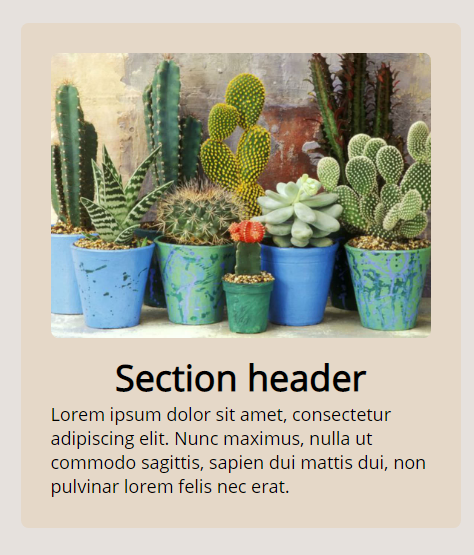 Section header
Lorem ipsum dolor sit amet, consectetur
adipiscing elit. Nunc maximus, nulla ut
commodo sagittis, sapien dui mattis dui, non
pulvinar lorem felis nec erat.